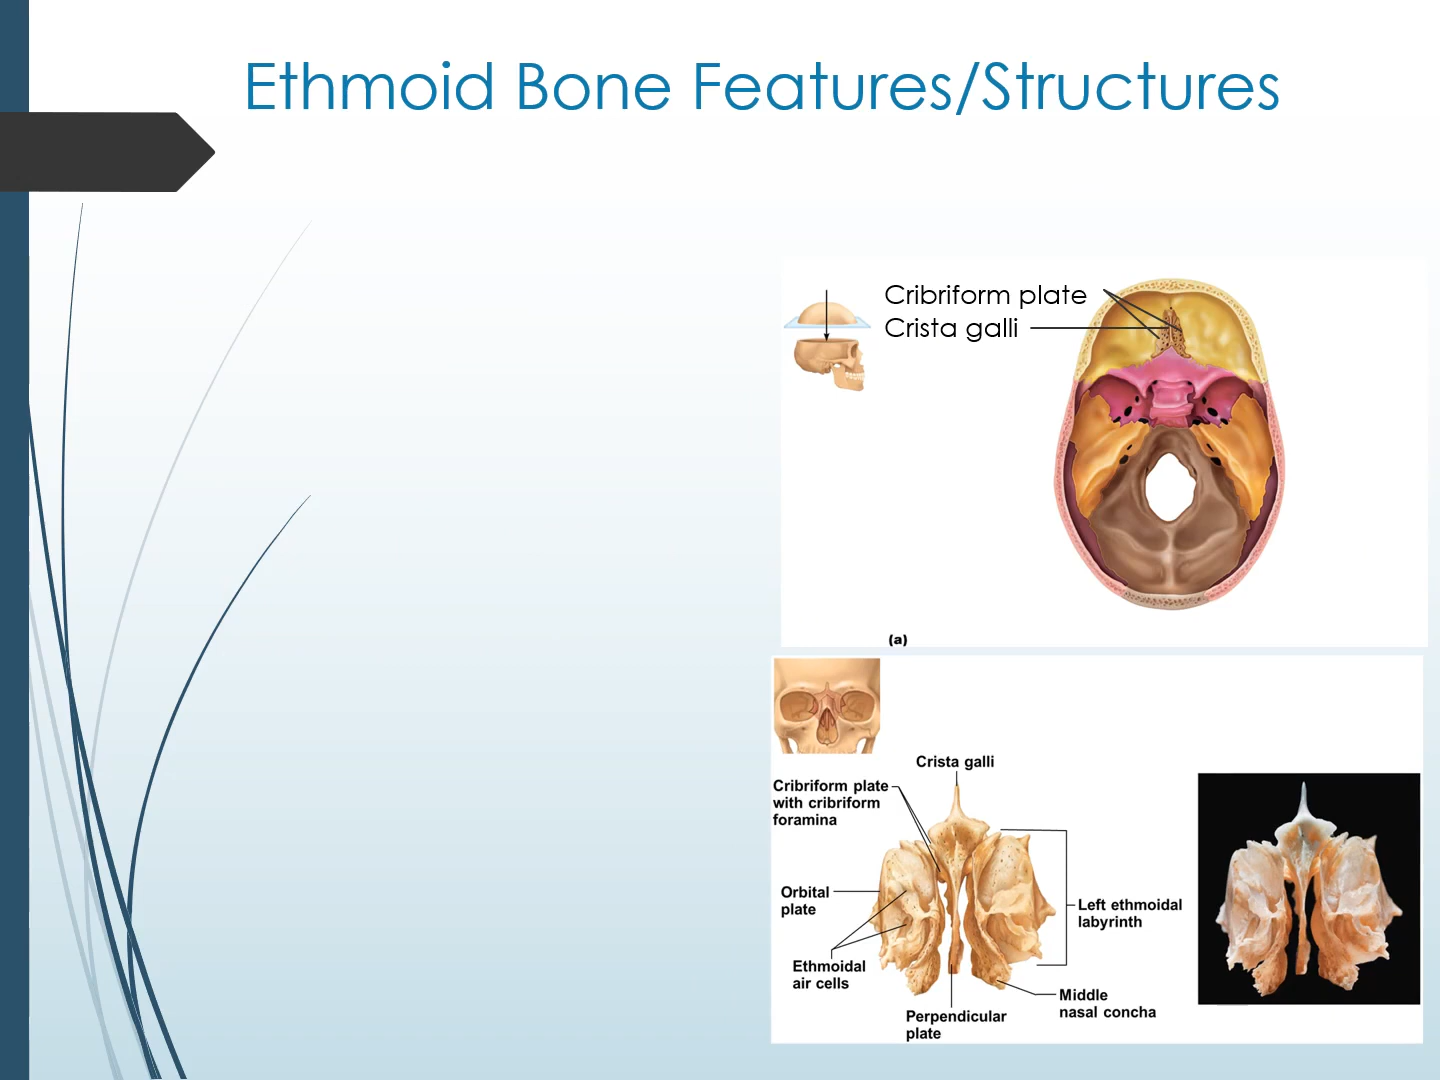 Ethmoid Bone Features/Structures
Cribriform plate
Crista galli
(a)
Crista galli
Cribriform plate
with cribriform
foramina
Orbital
plate
Left ethmoidal
labyrinth
Ethmoidal
air cells
Middle
nasal concha
Perpendicular
plate